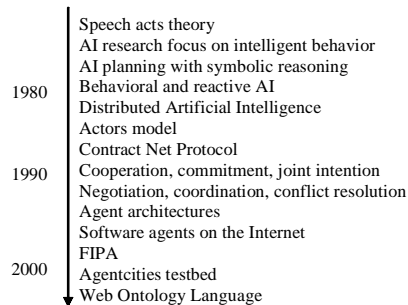 Speech acts theory
AI research focus on intelligent behavior
AI planning with symbolic reasoning
1980 Behavioral and reactive AI
Distributed Artificial Intelligence
Actors model
Contract Net Protocol
1990 Cooperation, commitment, joint intention
Negotiation, coordination, conflict resolution
Agent architectures
Software agents on the Internet
FIPA
2000 Agentcities testbed
Web Ontology Language